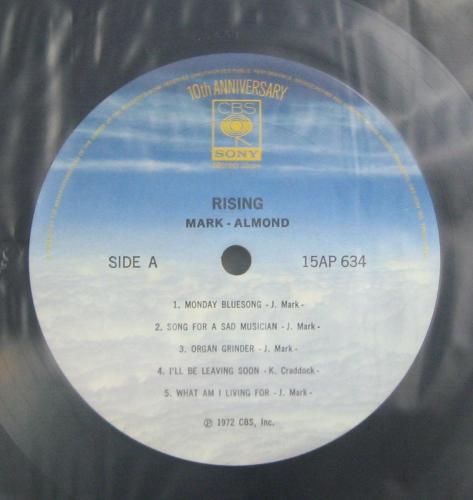 10th ANNIVERSARY
CBS
SONY
RISING
MARK - ALMOND
SIDE A
15AP 634
1. MONDAY BLUESONG - J. Mark -
2. SONG FOR A SAD MUSICIAN - J. Mark -
3. ORGAN GRINDER - J. Mark -
4. I'LL BE LEAVING SOON - K. Craddock -
5. WHAT AM I LIVING FOR - J. Mark -
℗ 1972 CBS, Inc.